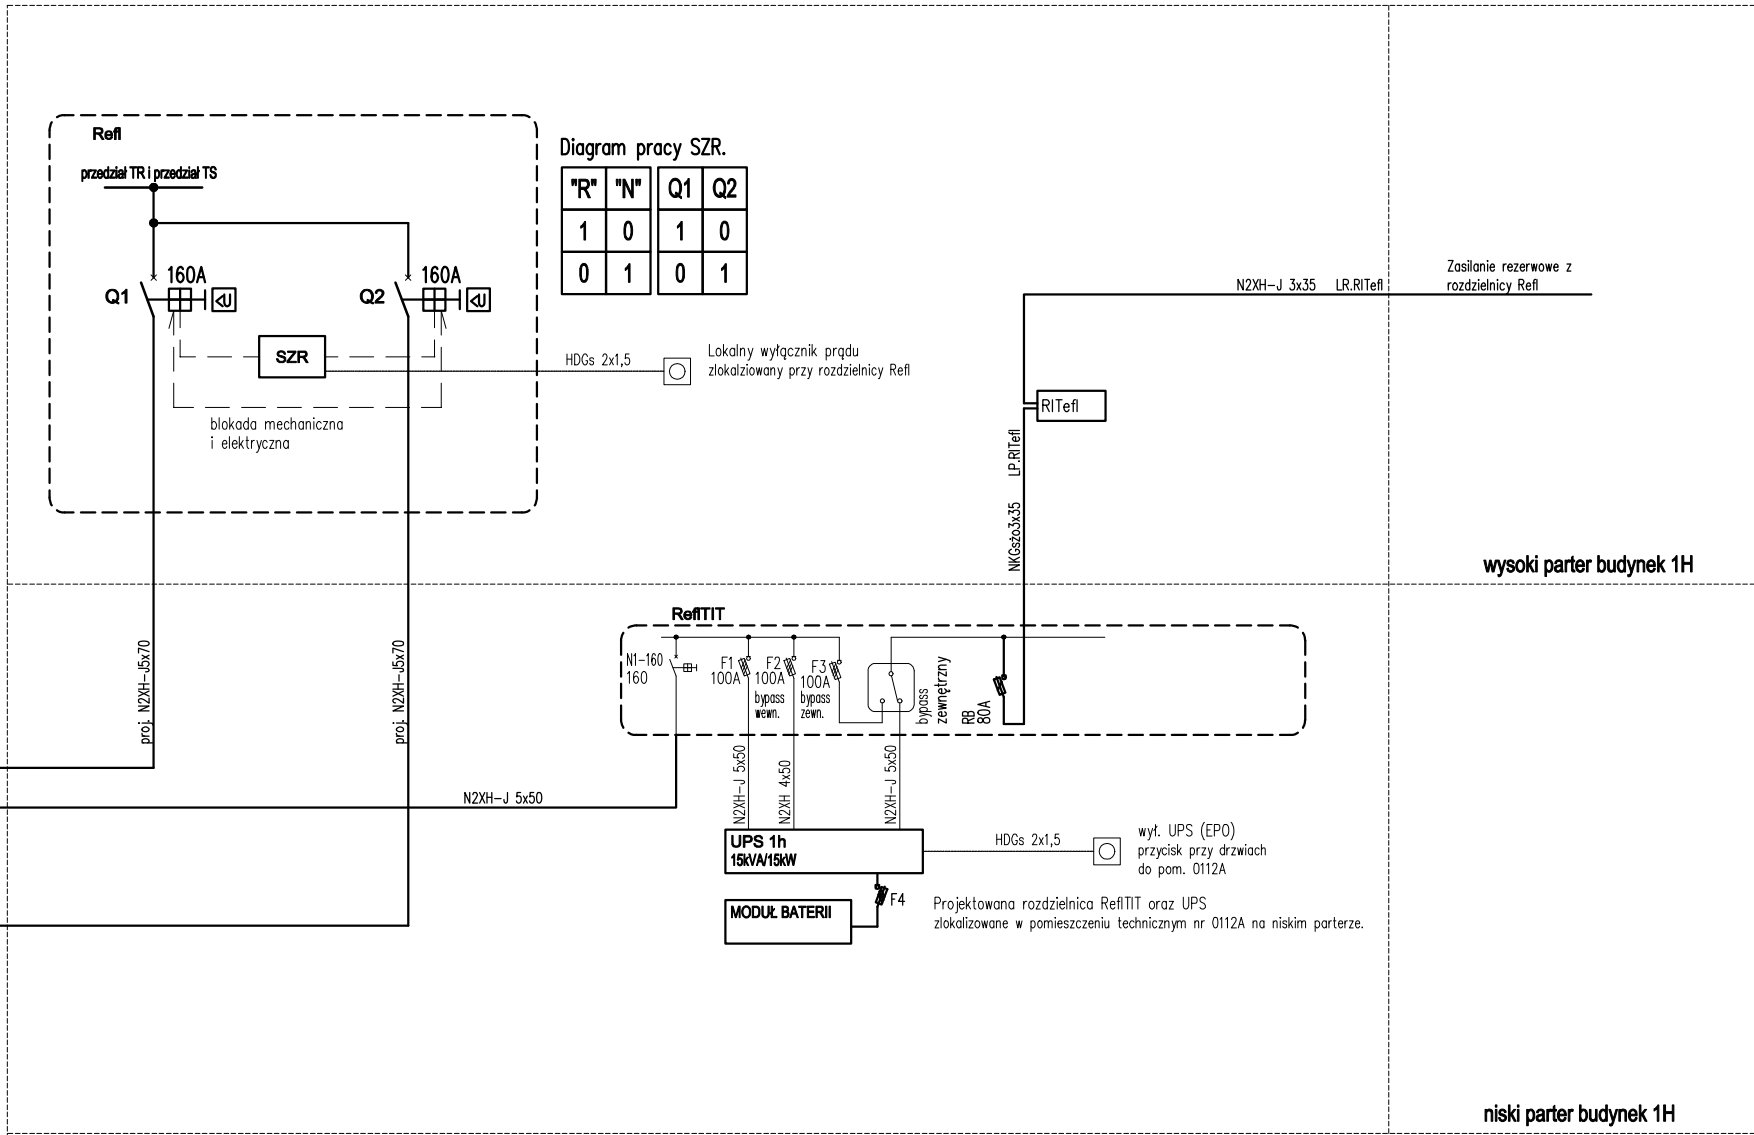 Refl
przedział TR i przedział TS
Q1
160A
<U
Q2
160A
<U
SZR
blokada mechaniczna
i elektryczna
Diagram pracy SZR.
"R" "N" Q1 Q2
1 0 1 0
0 1 0 1
HDGs 2x1,5
Lokalny wyłącznik prądu
zlokalziowany przy rozdzielnicy Refl
N2XH-J 3x35 LR.RITefl
Zasilanie rezerwowe z
rozdzielnicy Refl
RITefl
LP.RITefl
NKGsżo3x35
wysoki parter budynek 1H
proj. N2XH-J5x70
proj. N2XH-J5x70
N2XH-J 5x50
ReflTIT
N1-160
160
F1
100A
F2
100A
bypass
wewn.
F3
100A
bypass
zewn.
bypass
zewnętrzny
RB
80A
N2XH-J 5x50
N2XH 4x50
N2XH-J 5x50
UPS 1h
15kVA/15kW
HDGs 2x1,5
wył. UPS (EPO)
przycisk przy drzwiach
do pom. 0112A
F4
MODUŁ BATERII
Projektowana rozdzielnica ReflTIT oraz UPS
zlokalizowane w pomieszczeniu technicznym nr 0112A na niskim parterze.
niski parter budynek 1H